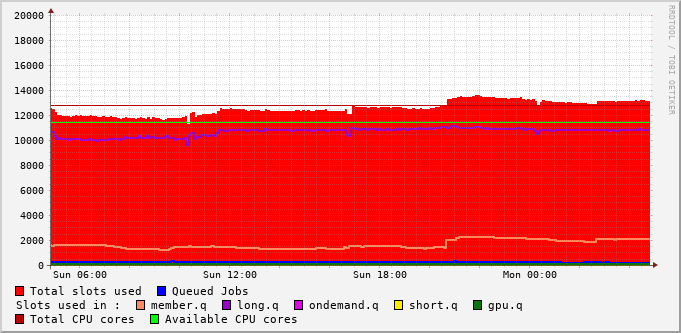 20000
18000
16000
14000
12000
10000
8000
6000
4000
2000
0
Sun 06:00 Sun 12:00 Sun 18:00 Mon 00:00
RRDTOOL / TOBI OETIKER
Total slots used Queued Jobs
Slots used in : member.q long.q ondemand.q short.q gpu.q
Total CPU cores Available CPU cores